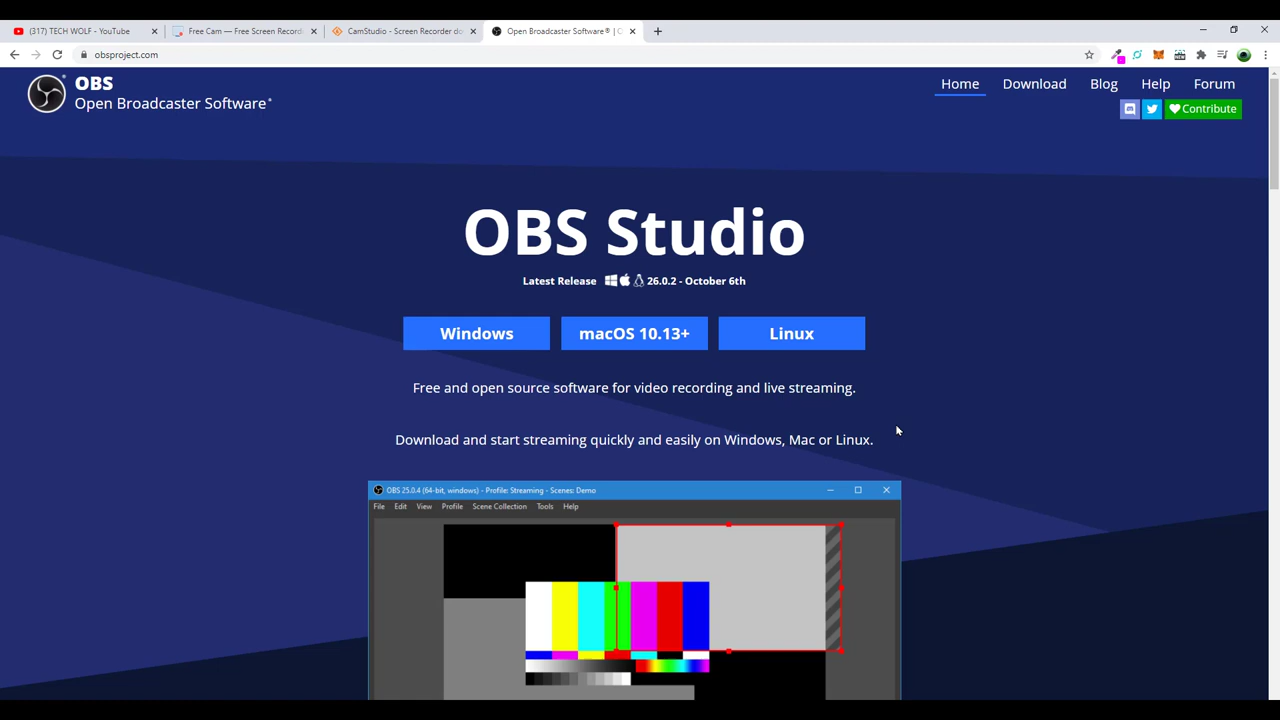 (317) TECH WOLF - YouTube
Free Cam — Free Screen Record
CamStudio - Screen Recorder do
Open Broadcaster Software® | O
obsproject.com
OBS
Open Broadcaster Software
Home
Download
Blog
Help
Forum
Contribute
OBS Studio
Latest Release 26.0.2 - October 6th
Windows
macOS 10.13+
Linux
Free and open source software for video recording and live streaming.
Download and start streaming quickly and easily on Windows, Mac or Linux.
OBS 25.0.4 (64-bit, windows) - Profile: Streaming - Scenes: Demo
File Edit View Profile Scene Collection Tools Help